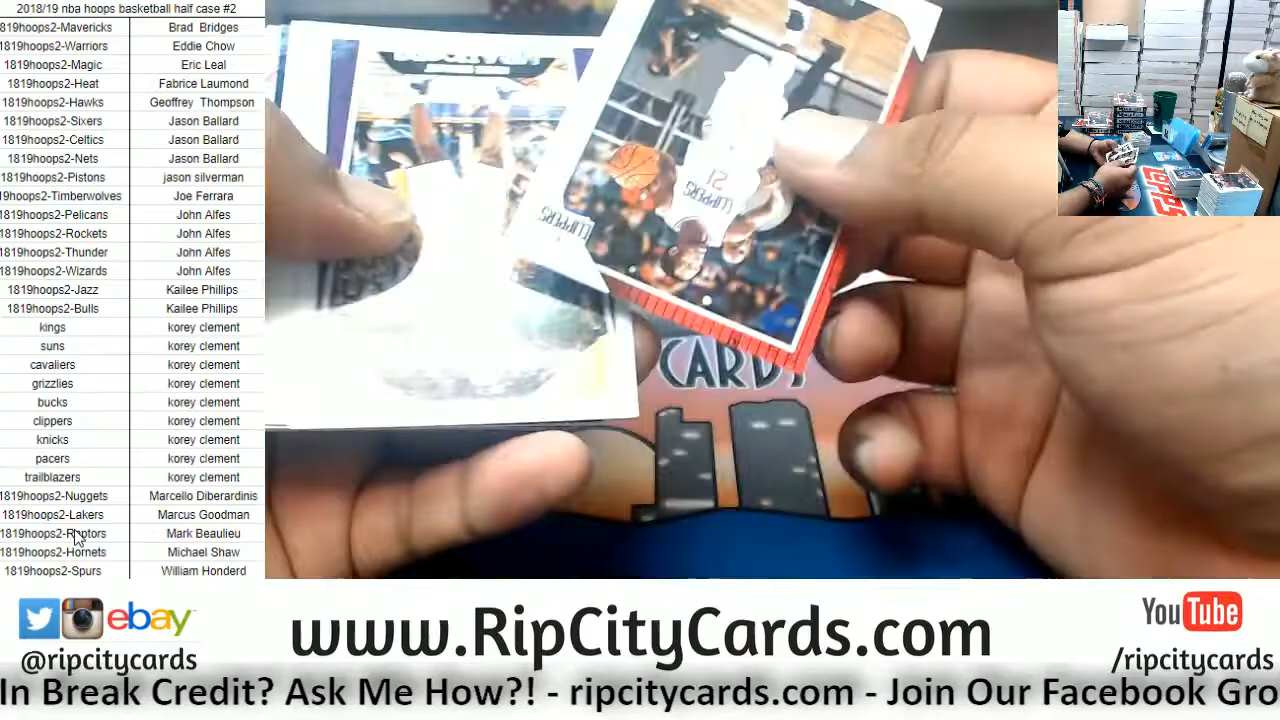 2018/19 nba hoops basketball half case #2
1819hoops2-Mavericks Brad Bridges
1819hoops2-Warriors Eddie Chow
1819hoops2-Magic Eric Leal
1819hoops2-Heat Fabrice Laumond
1819hoops2-Hawks Geoffrey Thompson
1819hoops2-Sixers Jason Ballard
1819hoops2-Celtics Jason Ballard
1819hoops2-Nets Jason Ballard
1819hoops2-Pistons jason silverman
19hoops2-Timberwolves Joe Ferrara
1819hoops2-Pelicans John Alfes
1819hoops2-Rockets John Alfes
1819hoops2-Thunder John Alfes
1819hoops2-Wizards John Alfes
1819hoops2-Jazz Kailee Phillips
1819hoops2-Bulls Kailee Phillips
kings korey clement
suns korey clement
cavaliers korey clement
grizzlies korey clement
bucks korey clement
clippers korey clement
knicks korey clement
pacers korey clement
trailblazers korey clement
1819hoops2-Nuggets Marcello Diberardinis
1819hoops2-Lakers Marcus Goodman
1819hoops2-Raptors Mark Beaulieu
1819hoops2-Hornets Michael Shaw
1819hoops2-Spurs William Honderd
CLIPPERS
21
CLIPPERS
CARDS
TOPPS
ebay
@ripcitycards
www.RipCityCards.com
YouTube
/ripcitycards
In Break Credit? Ask Me How?! - ripcitycards.com - Join Our Facebook Gro